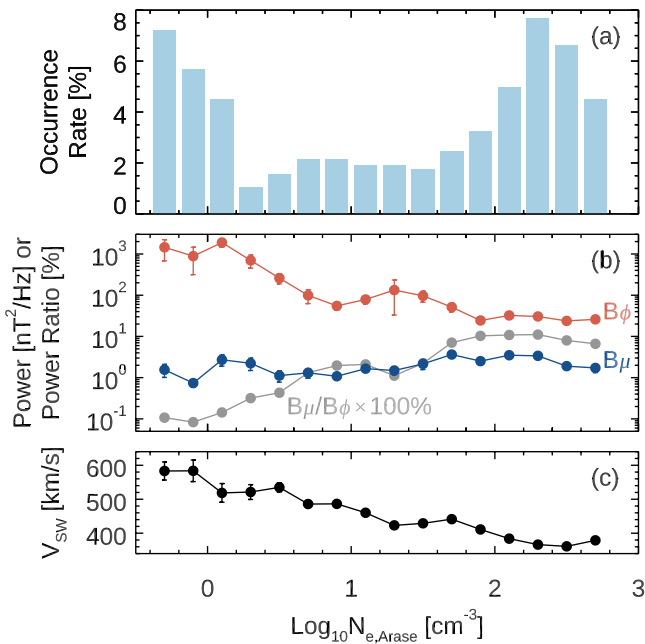 8
6
4
2
0
Occurrence
Rate [%]
(a)
10³
10²
10¹
10⁰
10⁻¹
Power [nT²/Hz] or
Power Ratio [%]
(b)
Bϕ
Bμ
Bμ/Bϕ × 100%
600
500
400
V_SW [km/s]
(c)
0
1
2
3
Log₁₀N_e,Arase [cm⁻³]